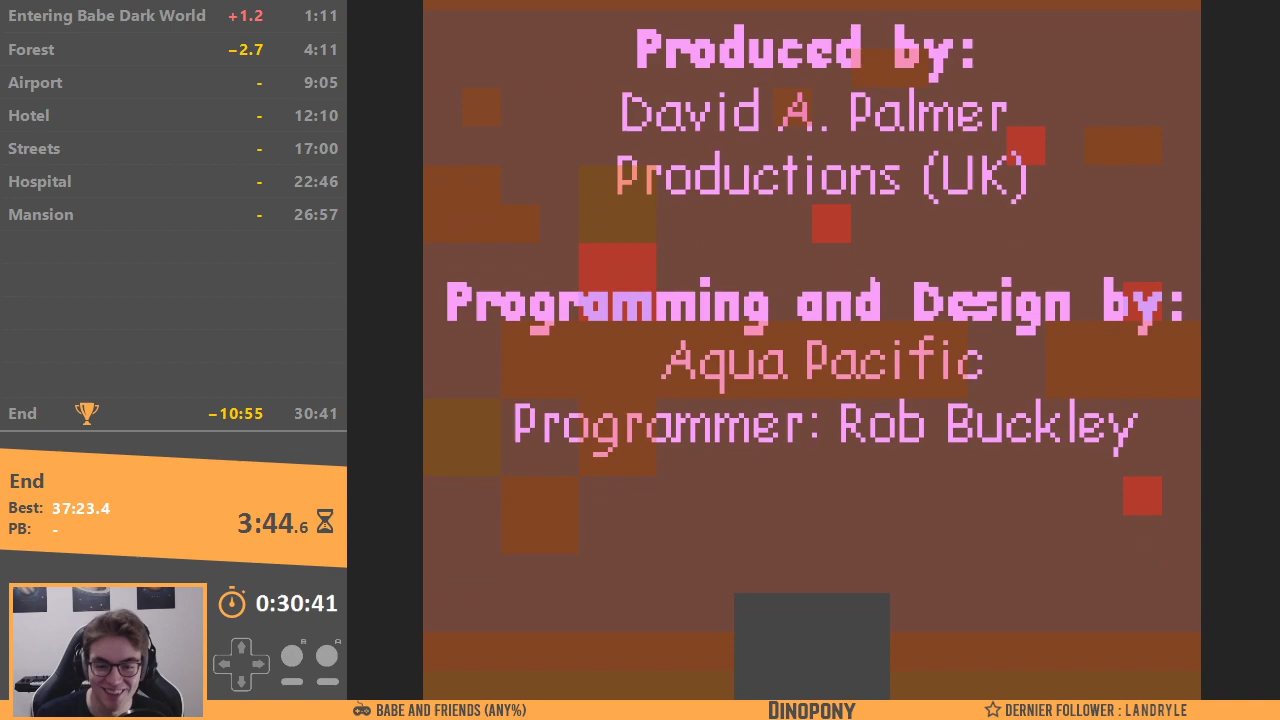 Entering Babe Dark World +1.2 1:11
Forest −2.7 4:11
Airport - 9:05
Hotel - 12:10
Streets - 17:00
Hospital - 22:46
Mansion - 26:57
End −10:55 30:41
End
Best: 37:23.4
PB: -
3:44.6
0:30:41
B A
Produced by:
David A. Palmer
Productions (UK)
Programming and Design by:
Aqua Pacific
Programmer: Rob Buckley
BABE AND FRIENDS (ANY%)
DINOPONY
DERNIER FOLLOWER : LANDRYLE